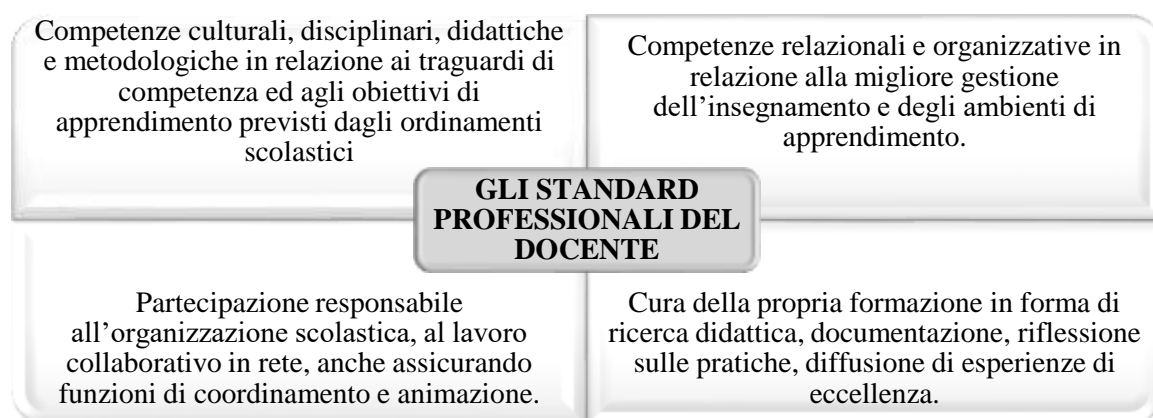 Competenze culturali, disciplinari, didattiche
e metodologiche in relazione ai traguardi di
competenza ed agli obiettivi di
apprendimento previsti dagli ordinamenti
scolastici
Competenze relazionali e organizzative in
relazione alla migliore gestione
dell’insegnamento e degli ambienti di
apprendimento.
GLI STANDARD
PROFESSIONALI DEL
DOCENTE
Partecipazione responsabile
all’organizzazione scolastica, al lavoro
collaborativo in rete, anche assicurando
funzioni di coordinamento e animazione.
Cura della propria formazione in forma di
ricerca didattica, documentazione, riflessione
sulle pratiche, diffusione di esperienze di
eccellenza.